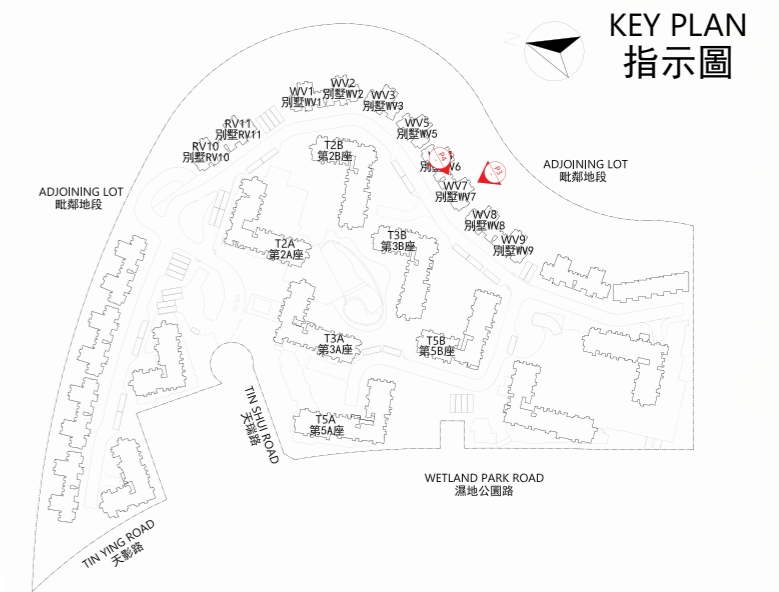 KEY PLAN
指示圖
N
WV2
別墅WV2
WV1
別墅WV1
WV3
別墅WV3
RV11
別墅RV11
WV5
別墅WV5
RV10
別墅RV10
T2B
第2B座
P4
P3
ADJOINING LOT
毗鄰地段
WV7
別墅WV7
ADJOINING LOT
毗鄰地段
WV8
別墅WV8
T3B
第3B座
WV9
別墅WV9
T2A
第2A座
T3A
第3A座
T5B
第5B座
TIN SHUI ROAD
天瑞路
T5A
第5A座
WETLAND PARK ROAD
濕地公園路
TIN YING ROAD
天影路